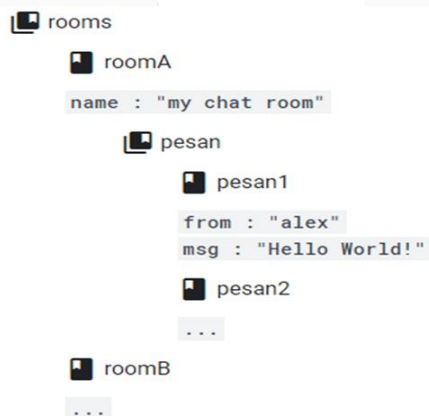 rooms
roomA
name : "my chat room"
pesan
pesan1
from : "alex"
msg : "Hello World!"
pesan2
...
roomB
...